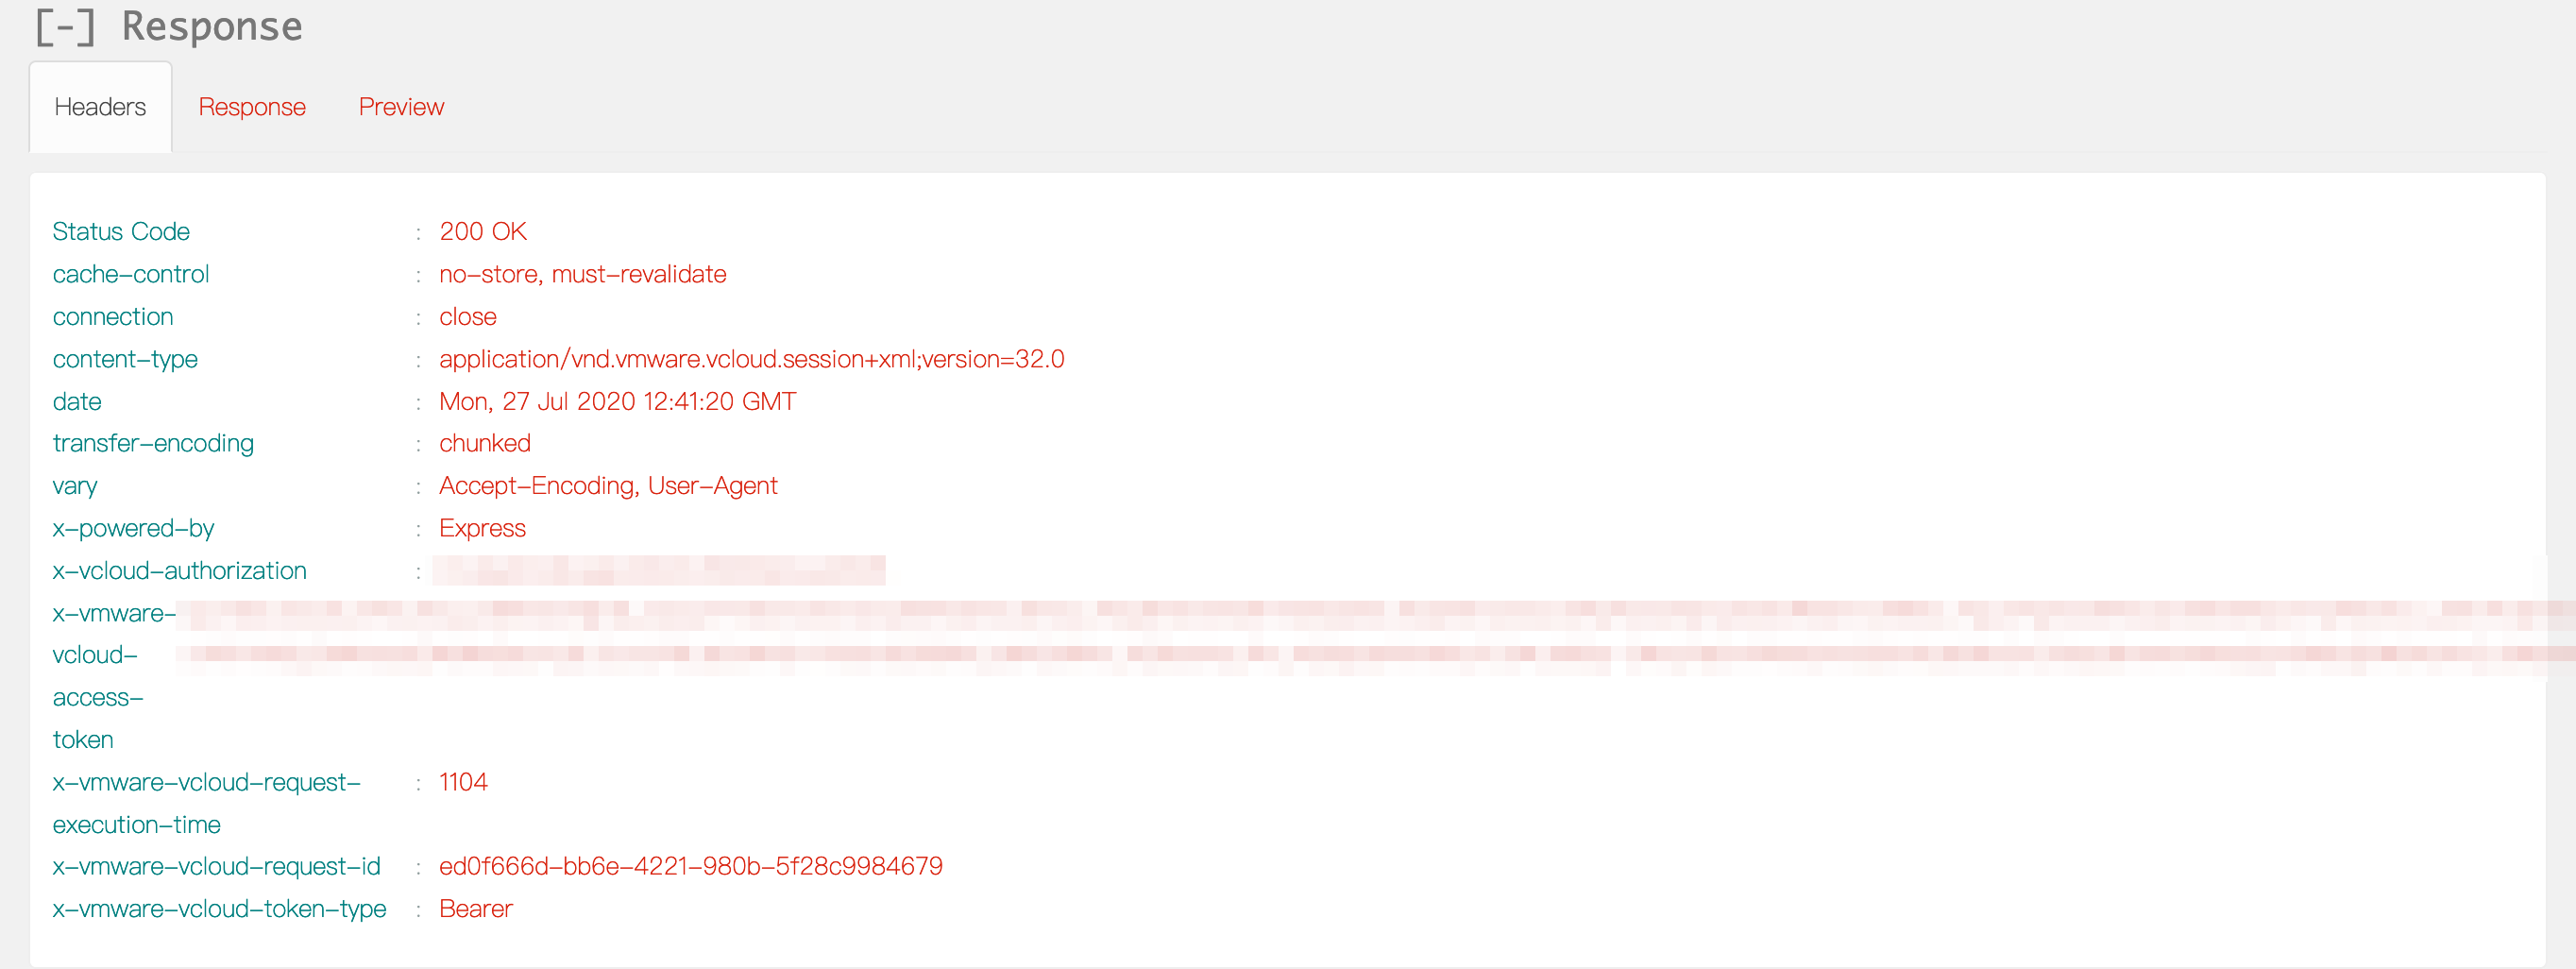 [-] Response
Headers Response Preview
Status Code : 200 OK
cache-control : no-store, must-revalidate
connection : close
content-type : application/vnd.vmware.vcloud.session+xml;version=32.0
date : Mon, 27 Jul 2020 12:41:20 GMT
transfer-encoding : chunked
vary : Accept-Encoding, User-Agent
x-powered-by : Express
x-vcloud-authorization :
x-vmware-
vcloud-
access-
token
x-vmware-vcloud-request- : 1104
execution-time
x-vmware-vcloud-request-id : ed0f666d-bb6e-4221-980b-5f28c9984679
x-vmware-vcloud-token-type : Bearer